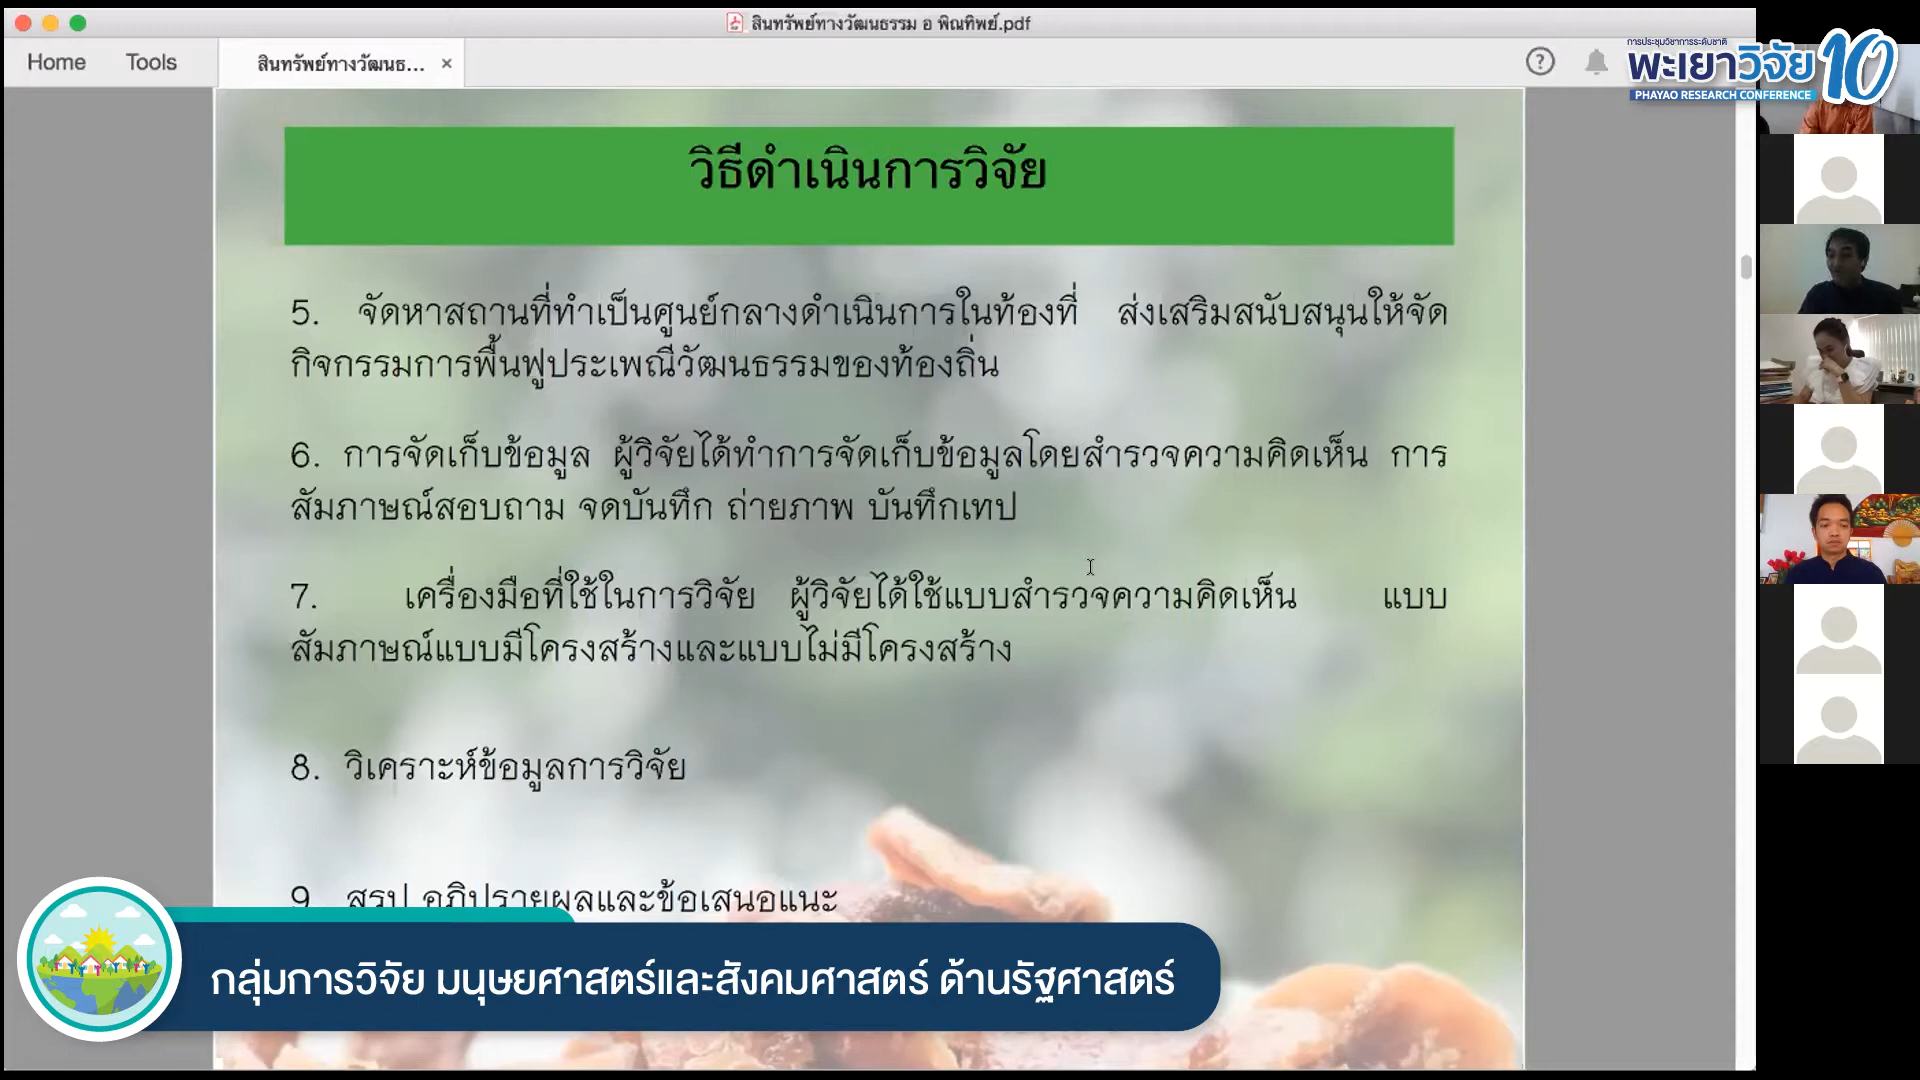 สินทรัพย์ทางวัฒนธรรม อ พิณทิพย์.pdf
Home
Tools
สินทรัพย์ทางวัฒนธ... ×
?
การประชุมวิชาการระดับชาติ
พะเยาวิจัย 10
PHAYAO RESEARCH CONFERENCE
วิธีดำเนินการวิจัย
5. จัดหาสถานที่ทำเป็นศูนย์กลางดำเนินการในท้องที่ ส่งเสริมสนับสนุนให้จัด
กิจกรรมการพื้นฟูประเพณีวัฒนธรรมของท้องถิ่น
6. การจัดเก็บข้อมูล ผู้วิจัยได้ทำการจัดเก็บข้อมูลโดยสำรวจความคิดเห็น การ
สัมภาษณ์สอบถาม จดบันทึก ถ่ายภาพ บันทึกเทป
7. เครื่องมือที่ใช้ในการวิจัย ผู้วิจัยได้ใช้แบบสำรวจความคิดเห็น แบบ
สัมภาษณ์แบบมีโครงสร้างและแบบไม่มีโครงสร้าง
8. วิเคราะห์ข้อมูลการวิจัย
9. สรุป อภิปรายผลและข้อเสนอแนะ
กลุ่มการวิจัย มนุษยศาสตร์และสังคมศาสตร์ ด้านรัฐศาสตร์